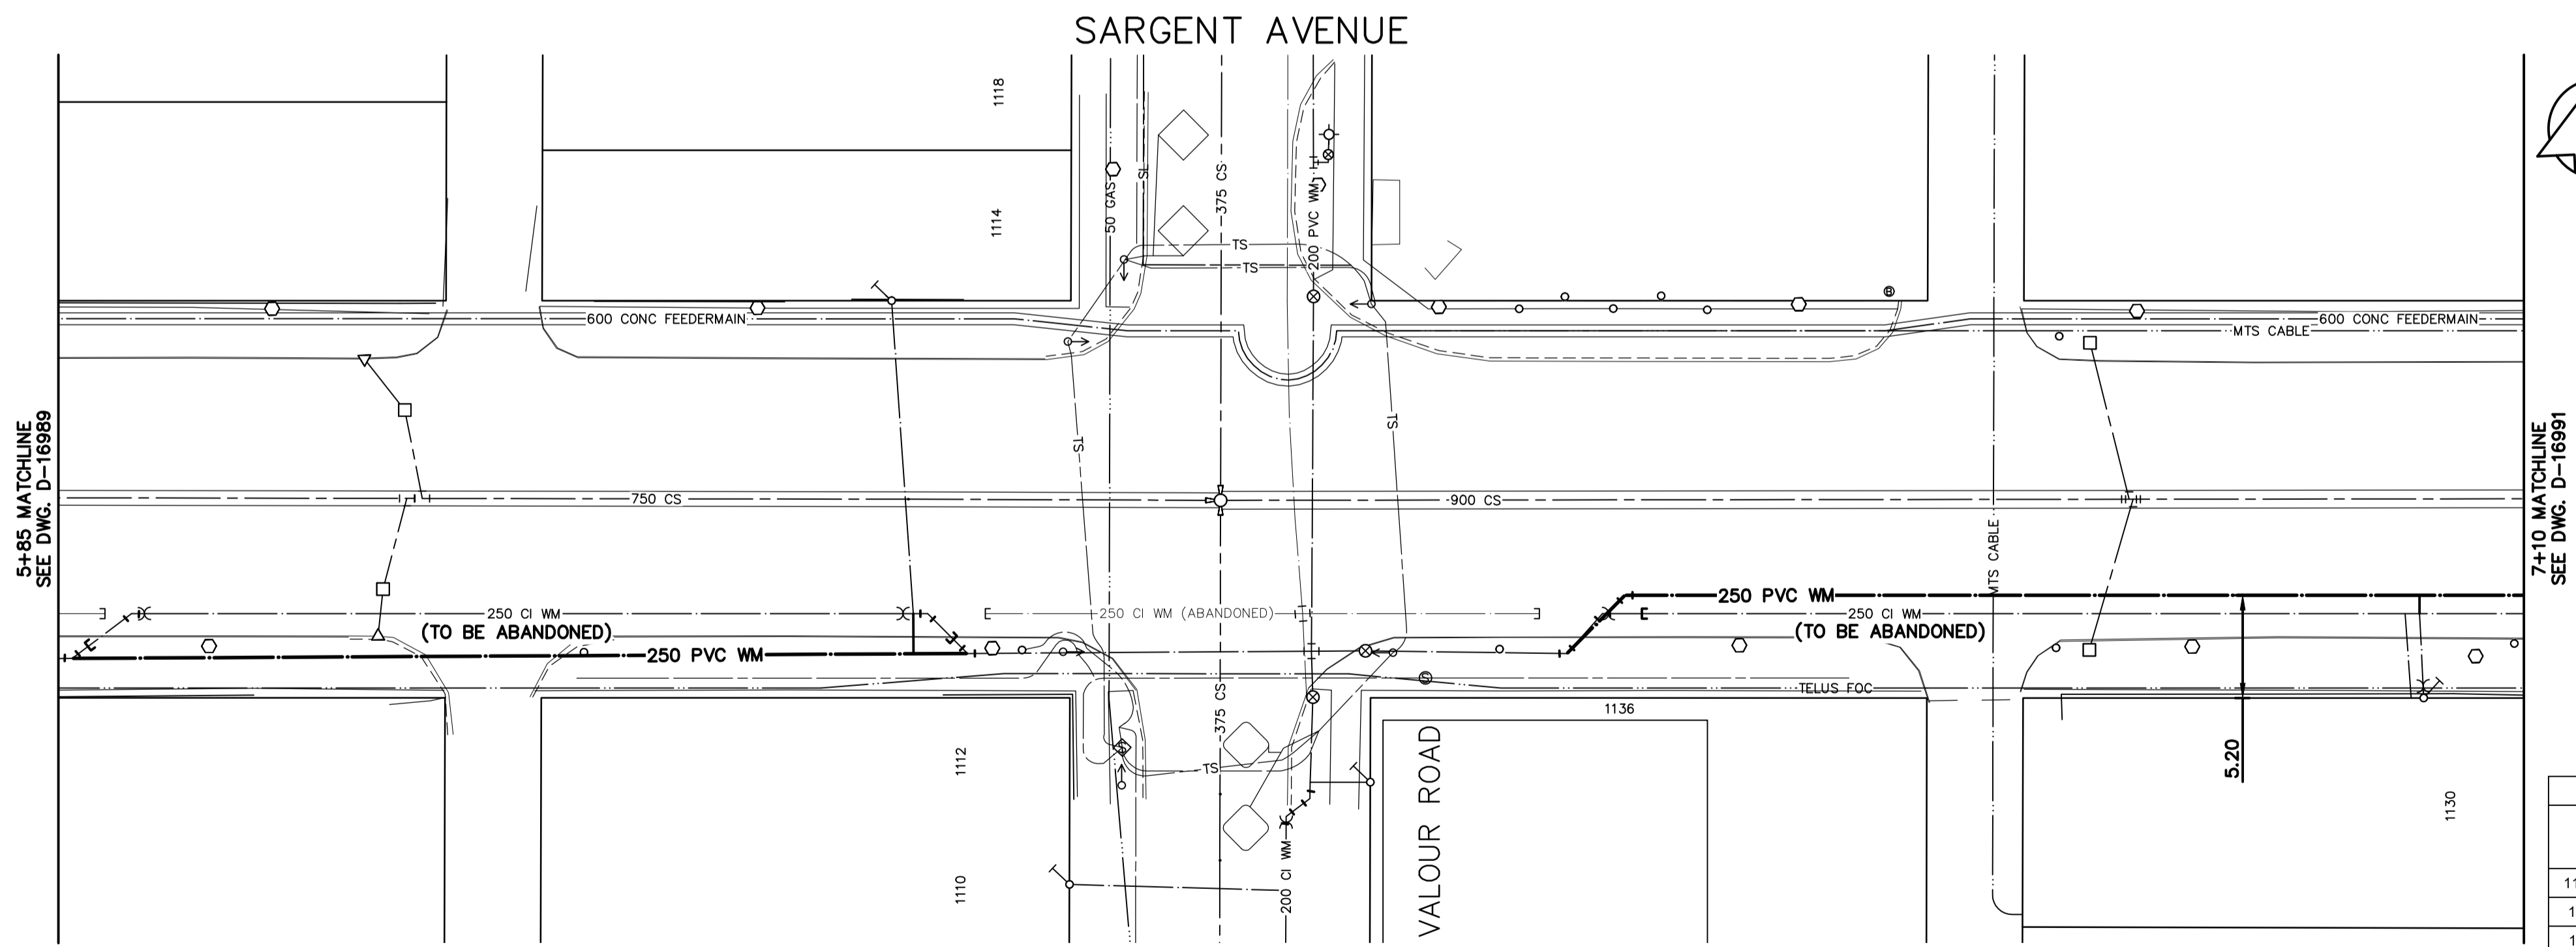 SARGENT AVENUE
1118
1114
50 GAS
SL
375 CS
200 PVC WM
TS
TS
600 CONC FEEDERMAIN
600 CONC FEEDERMAIN
MTS CABLE
5+85 MATCHLINE
SEE DWG. D-16989
TS
TS
7+10 MATCHLINE
SEE DWG. D-16991
750 CS
900 CS
MTS CABLE
250 CI WM
(TO BE ABANDONED)
250 CI WM (ABANDONED)
250 PVC WM
250 CI WM
(TO BE ABANDONED)
250 PVC WM
TELUS FOC
375 CS
1136
1112
TS
5.20
VALOUR ROAD
1110
200 CI WM
1130